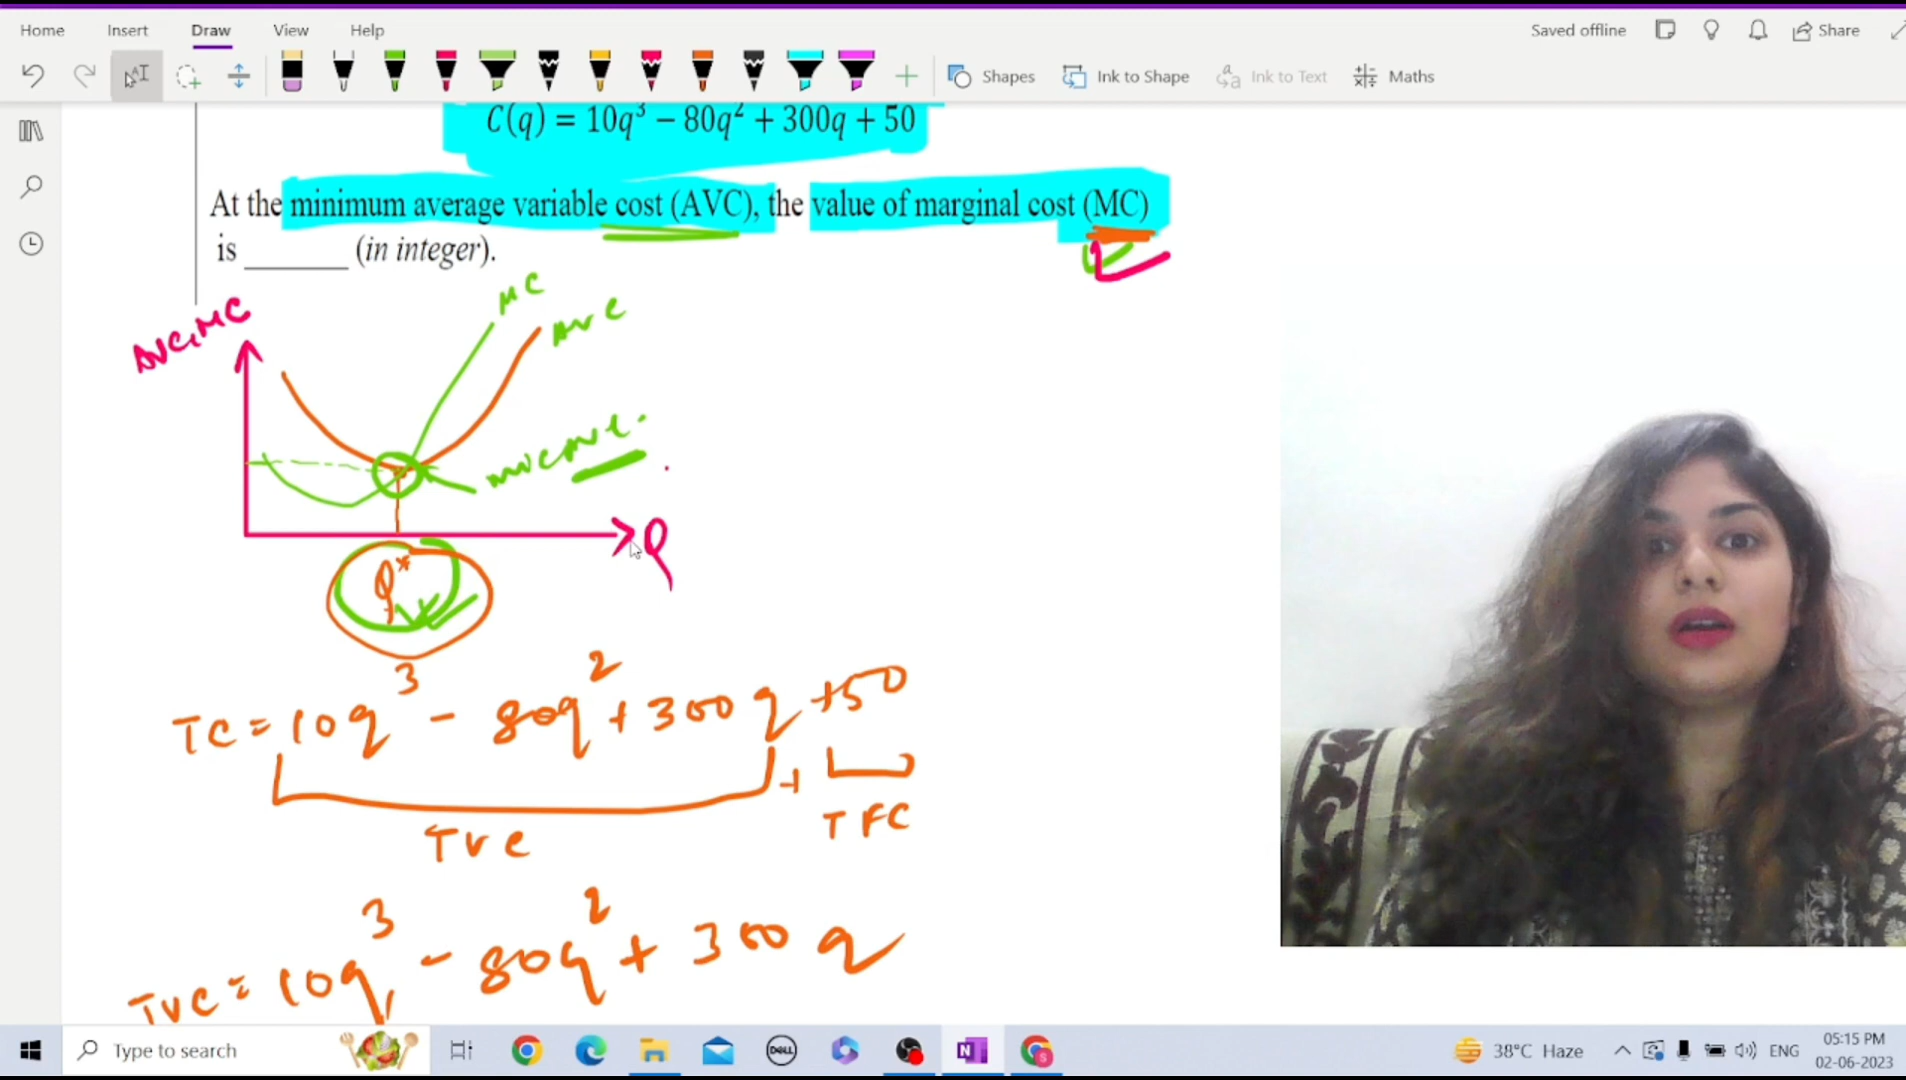 Home Insert Draw View Help Saved offline Share
Shapes Ink to Shape Ink to Text Maths
C(q) = 10q³ − 80q² + 300q + 50
At the minimum average variable cost (AVC), the value of marginal cost (MC)
is ________ (in integer).
MC
AVC
AVC, MC
AVC.
Q
Q*
TC = 10q³ - 80q² + 300q + 50
+
TVC TFC
TVC = 10q³ - 80q² + 300q
Type to search DELL N 38°C Haze ENG 05:15 PM
02-06-2023